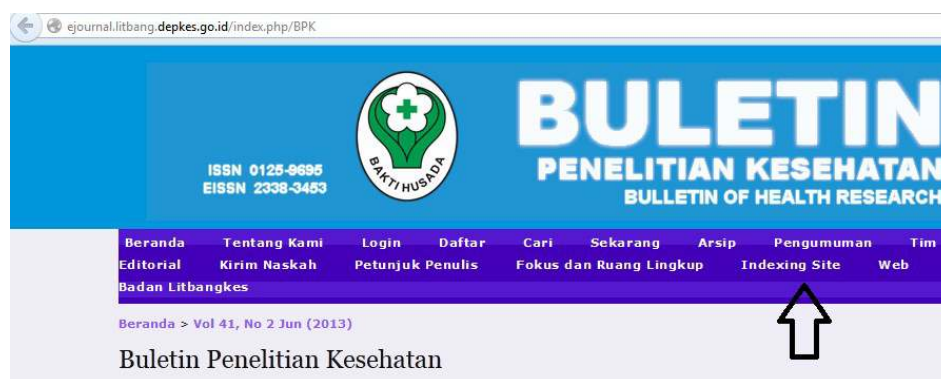 ejournal.litbang.depkes.go.id/index.php/BPK
BULETIN
PENELITIAN KESEHATAN
BULLETIN OF HEALTH RESEARCH
ISSN 0125-9695
EISSN 2338-3453
BAKTI HUSADA
Beranda Tentang Kami Login Daftar Cari Sekarang Arsip Pengumuman Tim
Editorial Kirim Naskah Petunjuk Penulis Fokus dan Ruang Lingkup Indexing Site Web
Badan Litbangkes
Beranda > Vol 41, No 2 Jun (2013)
Buletin Penelitian Kesehatan